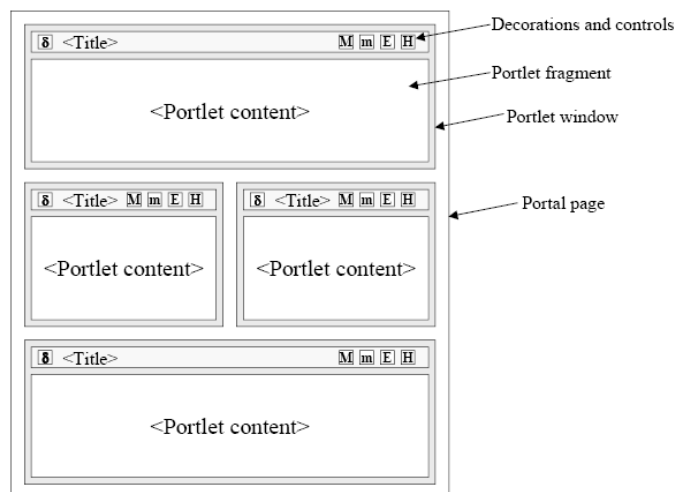 δ <Title> M m E H
<Portlet content>
δ <Title> M m E H
<Portlet content>
δ <Title> M m E H
<Portlet content>
δ <Title> M m E H
<Portlet content>
Decorations and controls
Portlet fragment
Portlet window
Portal page